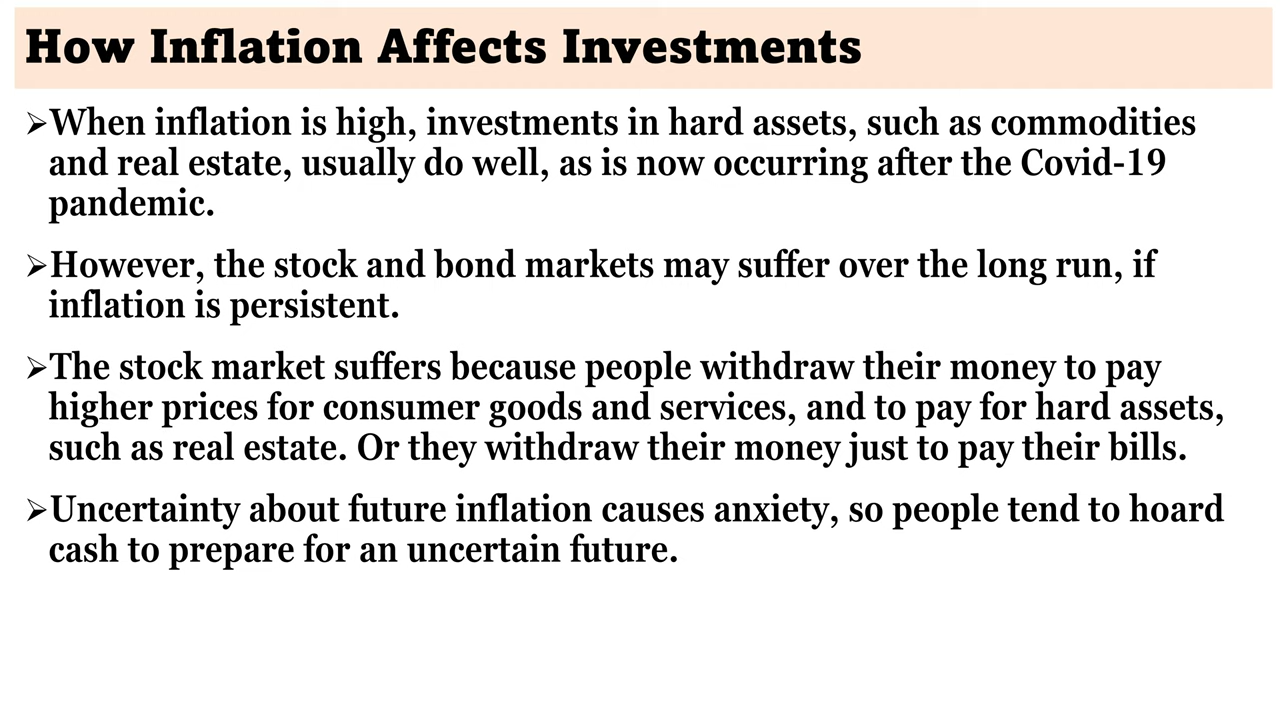 How Inflation Affects Investments
➢When inflation is high, investments in hard assets, such as commodities
and real estate, usually do well, as is now occurring after the Covid-19
pandemic.
➢However, the stock and bond markets may suffer over the long run, if
inflation is persistent.
➢The stock market suffers because people withdraw their money to pay
higher prices for consumer goods and services, and to pay for hard assets,
such as real estate. Or they withdraw their money just to pay their bills.
➢Uncertainty about future inflation causes anxiety, so people tend to hoard
cash to prepare for an uncertain future.